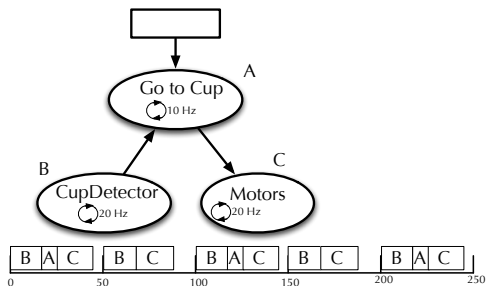 A
Go to Cup
10 Hz
B
C
CupDetector
20 Hz
Motors
20 Hz
B A C B C B A C B C B A C
0 50 100 150 200 250